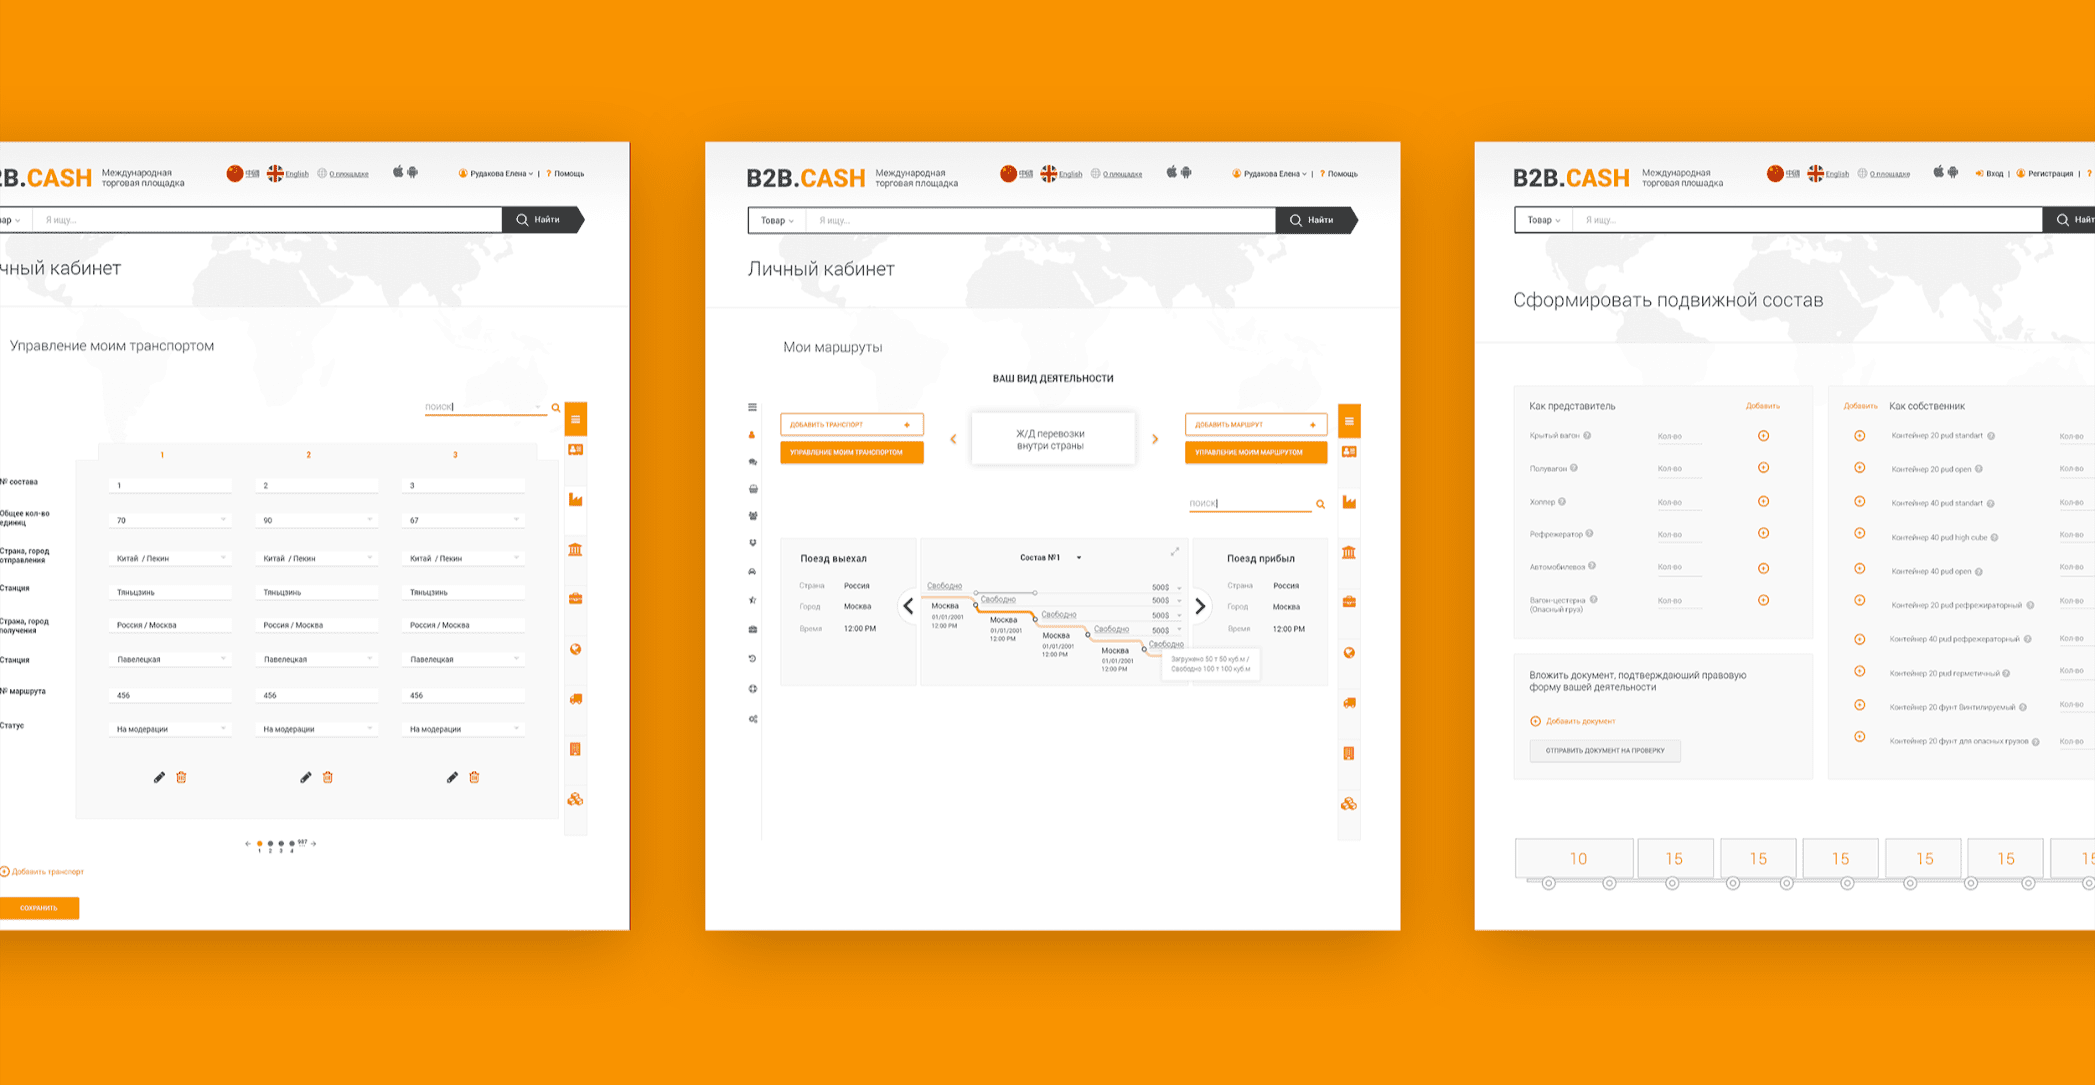 2B.CASH
Международная
торговая площадка
中国
English
О площадке
Рудакова Елена
|
? Помощь
вар
Я ищу...
Найти
чный кабинет
Управление моим транспортом
ПОИСК|
1 2 3
№ состава
1 2 3
Общее кол-во
единиц
70 90 67
Страна, город
отправления
Китай / Пекин Китай / Пекин Китай / Пекин
Станция
Тяньцзинь Тяньцзинь Тяньцзинь
Страна, город
получения
Россия / Москва Россия / Москва Россия / Москва
Станция
Павелецкая Павелецкая Павелецкая
№ маршрута
456 456 456
Статус
На модерации На модерации На модерации
987
1 2 3 4
Добавить транспорт
СОХРАНИТЬ
B2B.CASH
Международная
торговая площадка
中国
English
О площадке
Рудакова Елена
|
? Помощь
Товар
Я ищу...
Найти
Личный кабинет
Мои маршруты
ВАШ ВИД ДЕЯТЕЛЬНОСТИ
ДОБАВИТЬ ТРАНСПОРТ +
УПРАВЛЕНИЕ МОИМ ТРАНСПОРТОМ
Ж/Д перевозки
внутри страны
ДОБАВИТЬ МАРШРУТ +
УПРАВЛЕНИЕ МОИМ МАРШРУТОМ
ПОИСК|
Поезд выехал
Страна Россия
Город Москва
Время 12:00 PM
Состав №1
Свободно 500$
Свободно 500$
Свободно 500$
Свободно 500$
Свободно
Москва
01/01/2001
12:00 PM
Москва
01/01/2001
12:00 PM
Москва
01/01/2001
12:00 PM
Москва
01/01/2001
12:00 PM
Загружено 50 т 50 куб.м /
Свободно 100 т 100 куб.м
Поезд прибыл
Страна Россия
Город Москва
Время 12:00 PM
B2B.CASH
Международная
торговая площадка
中国
English
О площадке
Вход |
Регистрация |
?
Товар
Я ищу...
Найт
Сформировать подвижной состав
Как представитель Добавить
Крытый вагон ? Кол-во
Полувагон ? Кол-во
Хоппер ? Кол-во
Рефрежератор ? Кол-во
Автомобилевоз ? Кол-во
Вагон-цестерна ?
(Опасный груз)
Кол-во
Добавить Как собственник
Контейнер 20 pud standart ? Кол-во
Контейнер 20 pud open ? Кол-во
Контейнер 40 pud standart ? Кол-во
Контейнер 40 pud high cube ? Кол-во
Контейнер 40 pud open ? Кол-во
Контейнер 20 pud рефрежираторный ? Кол-во
Контейнер 40 pud рефрежераторный ? Кол-во
Контейнер 20 pud герметичный ? Кол-во
Контейнер 20 фунт Винтилируемый ? Кол-во
Контейнер 20 фунт для опасных грузов ? Кол-во
Вложить документ, подтверждающий правовую
форму вашей деятельности
Добавить документ
ОТПРАВИТЬ ДОКУМЕНТ НА ПРОВЕРКУ
10 15 15 15 15 15 15